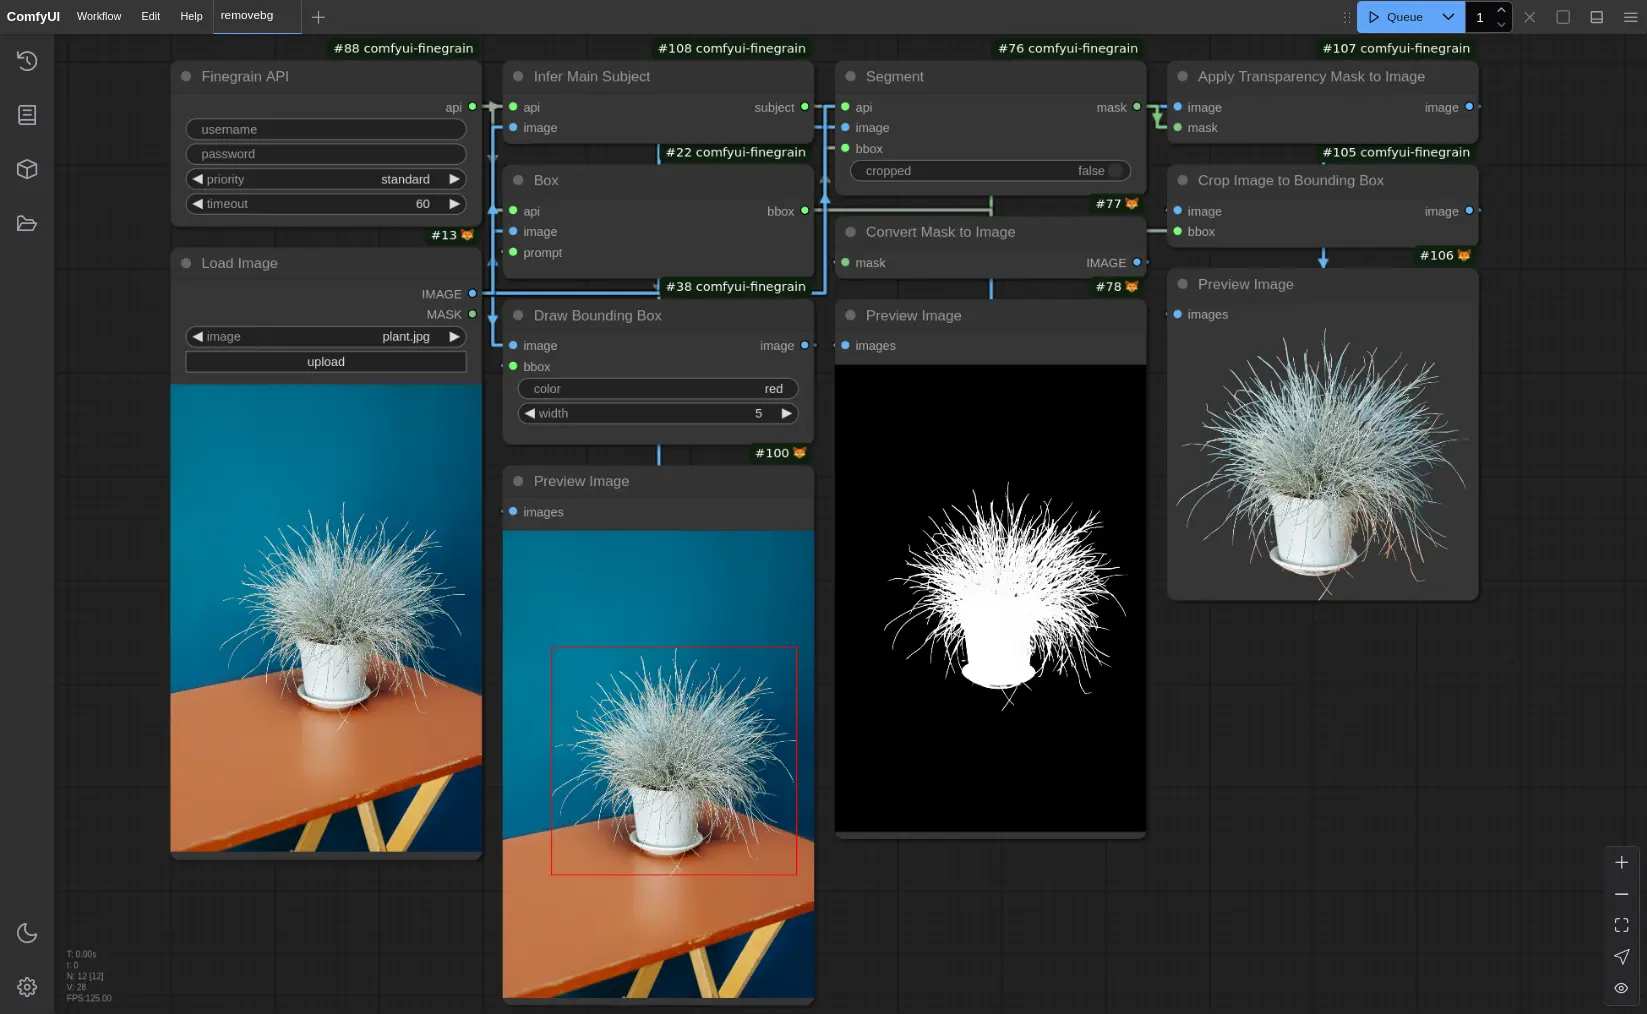 ComfyUI Workflow Edit Help removebg
Queue 1
#88 comfyui-finegrain
Finegrain API
api
username
password
priority standard
timeout 60
#13
Load Image
IMAGE
MASK
image plant.jpg
upload
#108 comfyui-finegrain
Infer Main Subject
api subject
image
#22 comfyui-finegrain
Box
api bbox
image
prompt
#38 comfyui-finegrain
Draw Bounding Box
image image
bbox
color red
width 5
#100
Preview Image
images
#76 comfyui-finegrain
Segment
api mask
image
bbox
cropped false
#77
Convert Mask to Image
mask IMAGE
#78
Preview Image
images
#107 comfyui-finegrain
Apply Transparency Mask to Image
image image
mask
#105 comfyui-finegrain
Crop Image to Bounding Box
image image
bbox
#106
Preview Image
images
T: 0.00s
I: 0
N: 12 [12]
V: 28
FPS:125.00